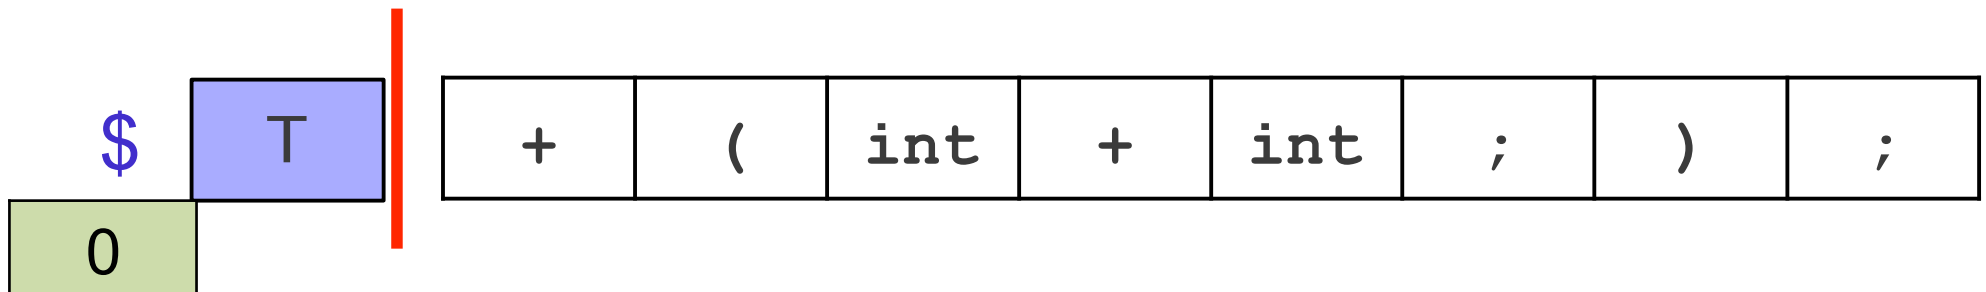 $ T + ( int + int ; ) ;
0